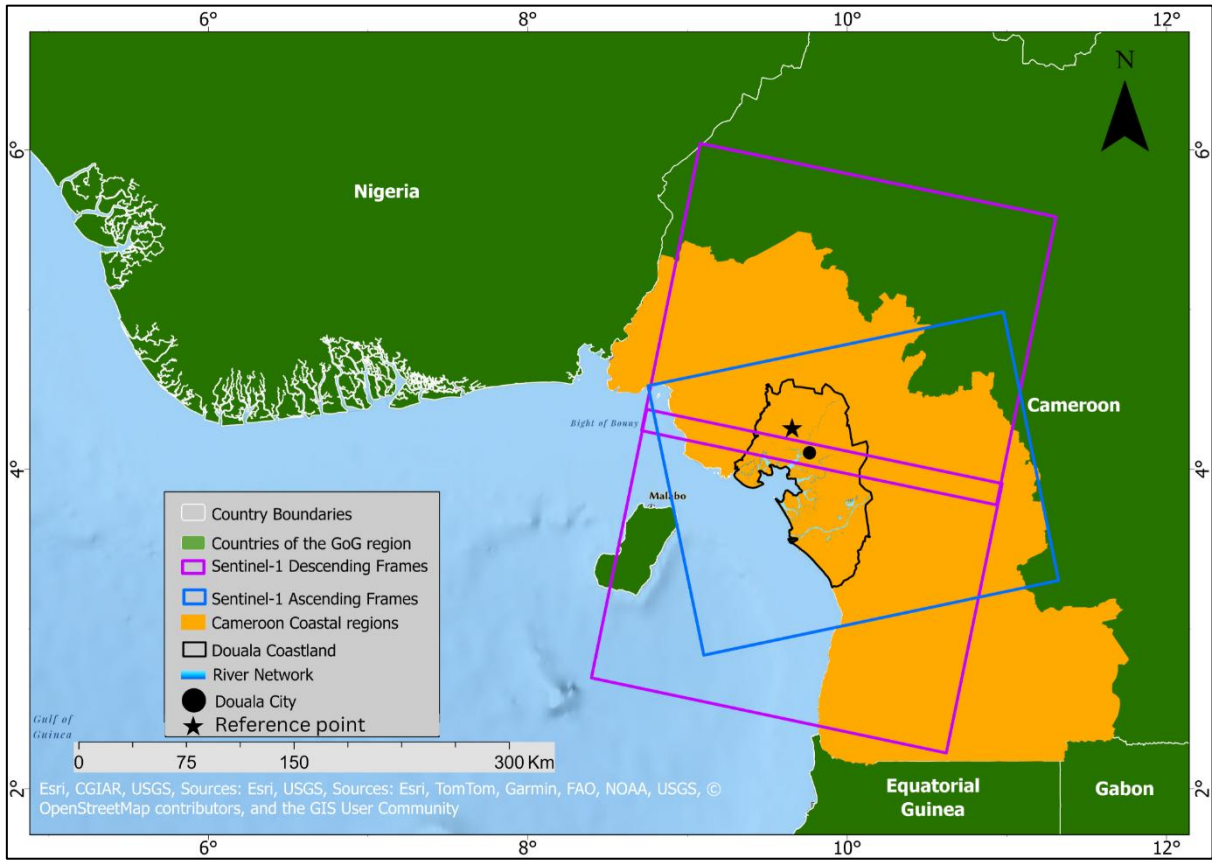 6° 8° 10° 12°
N
6° 6°
Nigeria
Cameroon
Bight of Bonny
4° 4°
Malabo
Country Boundaries
Countries of the GoG region
Sentinel-1 Descending Frames
Sentinel-1 Ascending Frames
Cameroon Coastal regions
Douala Coastland
River Network
Douala City
Reference point
Gulf of
Guinea
0 75 150 300 Km
Esri, CGIAR, USGS, Sources: Esri, USGS, Sources: Esri, TomTom, Garmin, FAO, NOAA, USGS, ©
OpenStreetMap contributors, and the GIS User Community
Equatorial
Guinea
Gabon
2° 2°
6° 8° 10° 12°